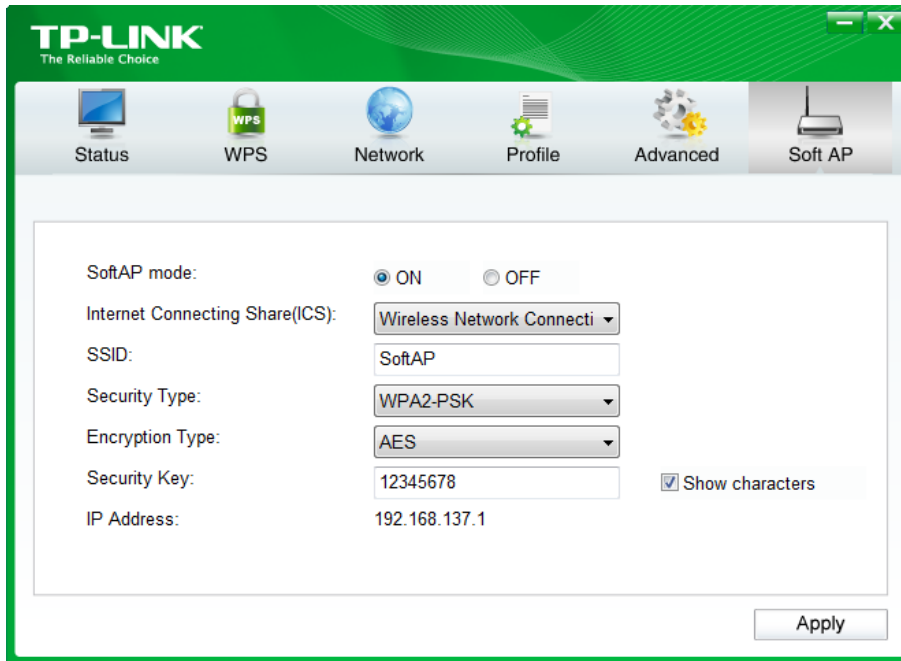 TP-LINK
The Reliable Choice
WPS
Status WPS Network Profile Advanced Soft AP
SoftAP mode: ON OFF
Internet Connecting Share(ICS): Wireless Network Connecti
SSID: SoftAP
Security Type: WPA2-PSK
Encryption Type: AES
Security Key: 12345678 Show characters
IP Address: 192.168.137.1
Apply